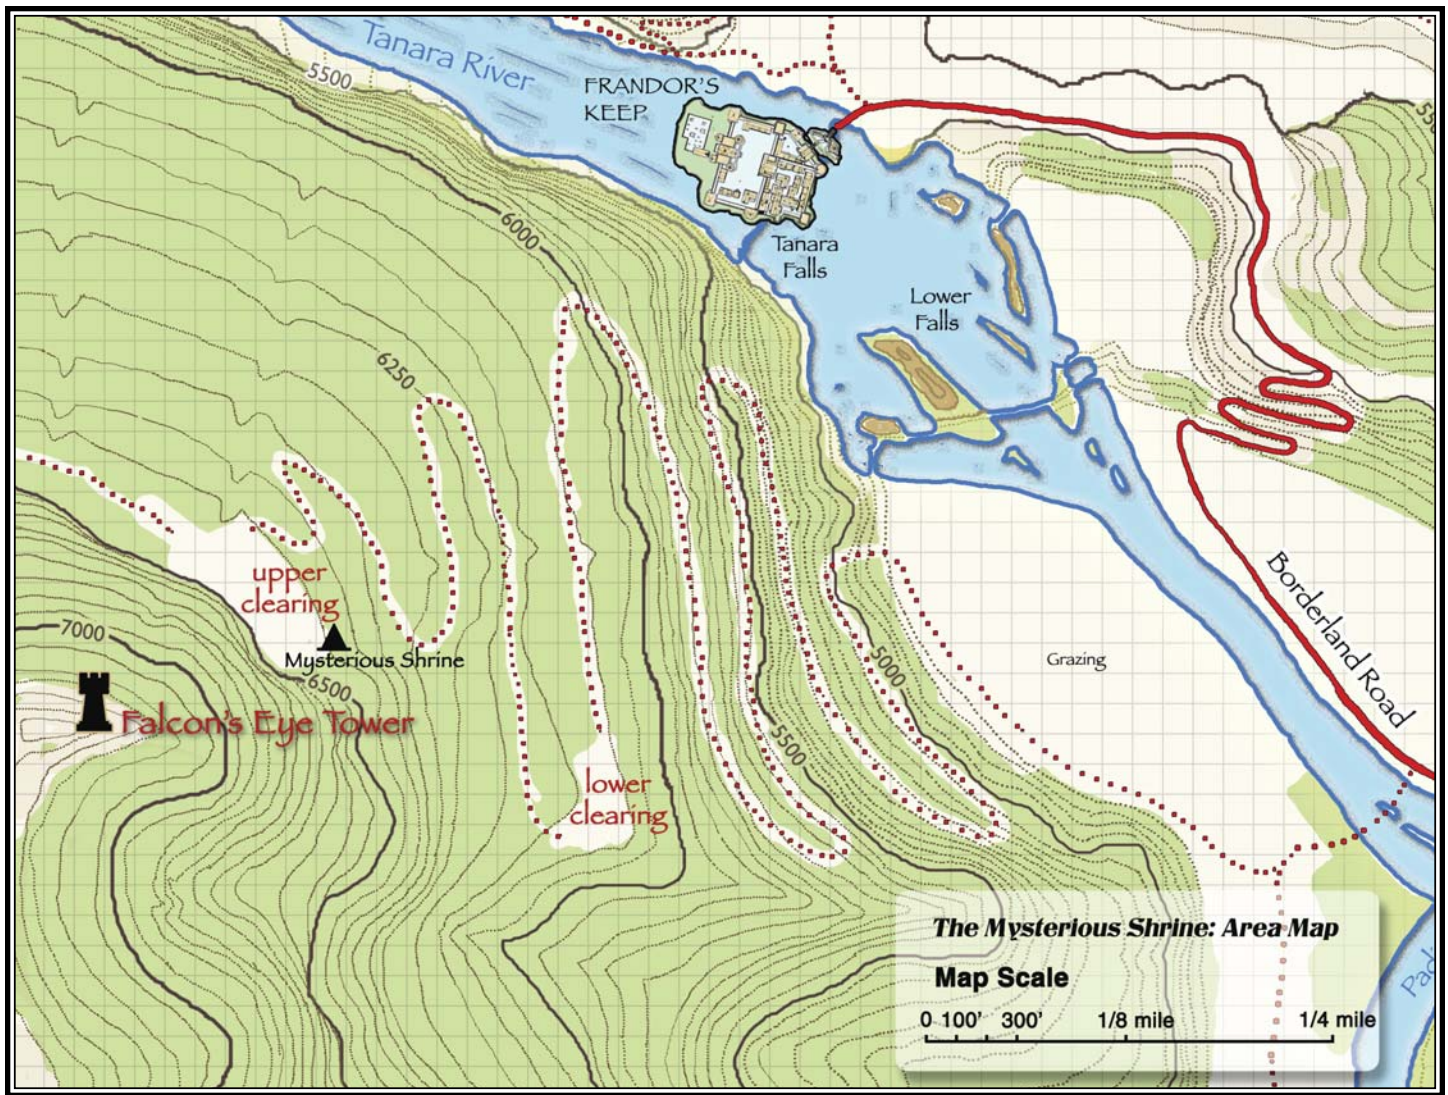 Tanara River
5500
FRANDOR'S
KEEP
6000
Tanara
Falls
Lower
Falls
6250
upper
clearing
Mysterious Shrine
7000
6500
Falcon's Eye Tower
lower
clearing
5500
5000
Grazing
Borderland Road
The Mysterious Shrine: Area Map
Map Scale
0 100' 300' 1/8 mile 1/4 mile